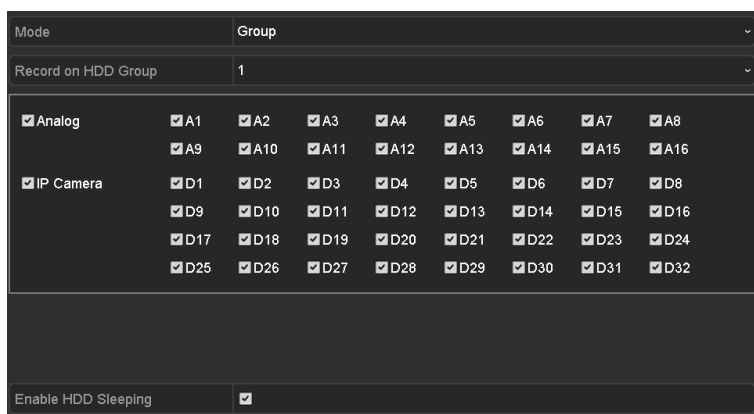 Mode Group
Record on HDD Group 1
Analog A1 A2 A3 A4 A5 A6 A7 A8
A9 A10 A11 A12 A13 A14 A15 A16
IP Camera D1 D2 D3 D4 D5 D6 D7 D8
D9 D10 D11 D12 D13 D14 D15 D16
D17 D18 D19 D20 D21 D22 D23 D24
D25 D26 D27 D28 D29 D30 D31 D32
Enable HDD Sleeping